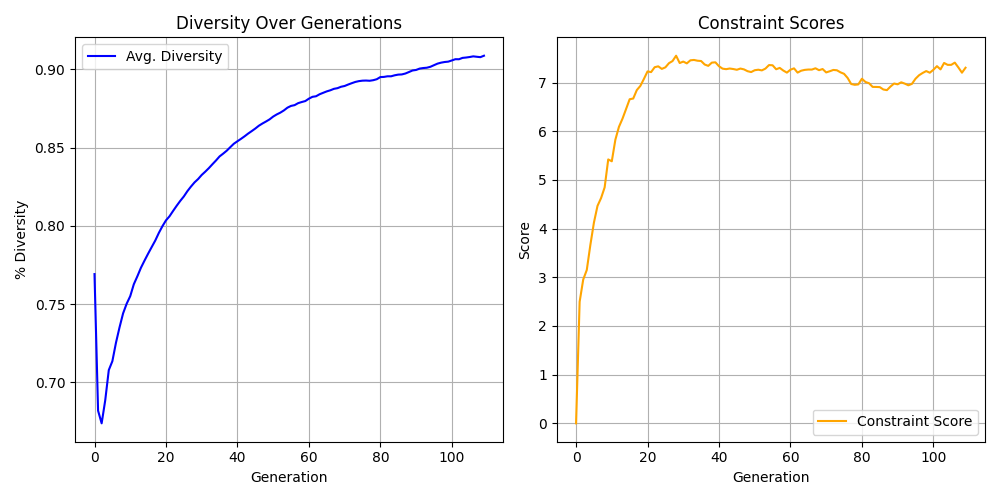 Diversity Over Generations
Avg. Diversity
% Diversity
0.90
0.85
0.80
0.75
0.70
0 20 40 60 80 100
Generation
Constraint Scores
Score
7
6
5
4
3
2
1
0
Constraint Score
0 20 40 60 80 100
Generation